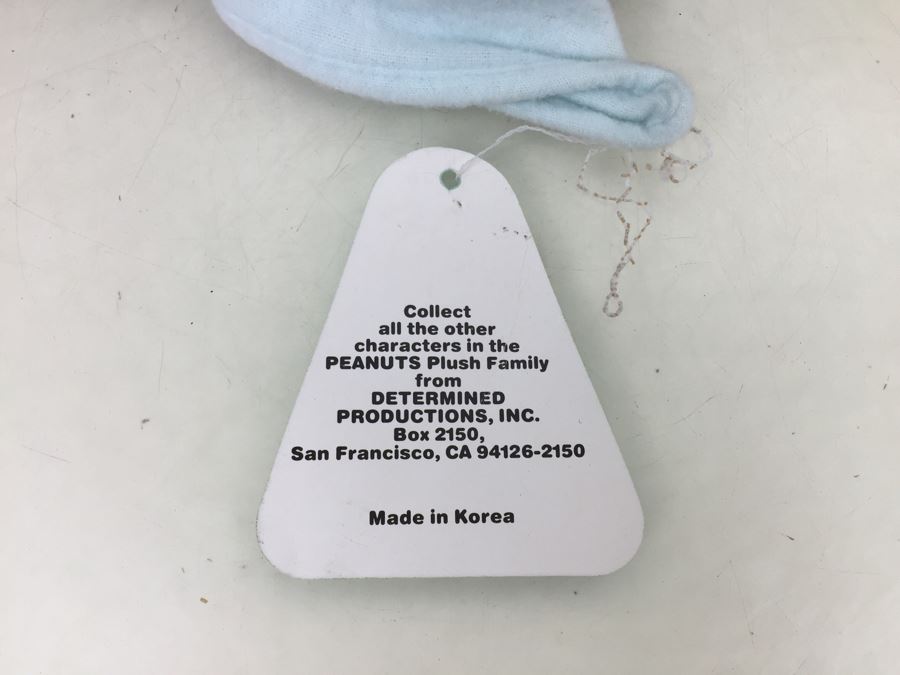 Collect
all the other
characters in the
PEANUTS Plush Family
from
DETERMINED
PRODUCTIONS, INC.
Box 2150,
San Francisco, CA 94126-2150
Made in Korea